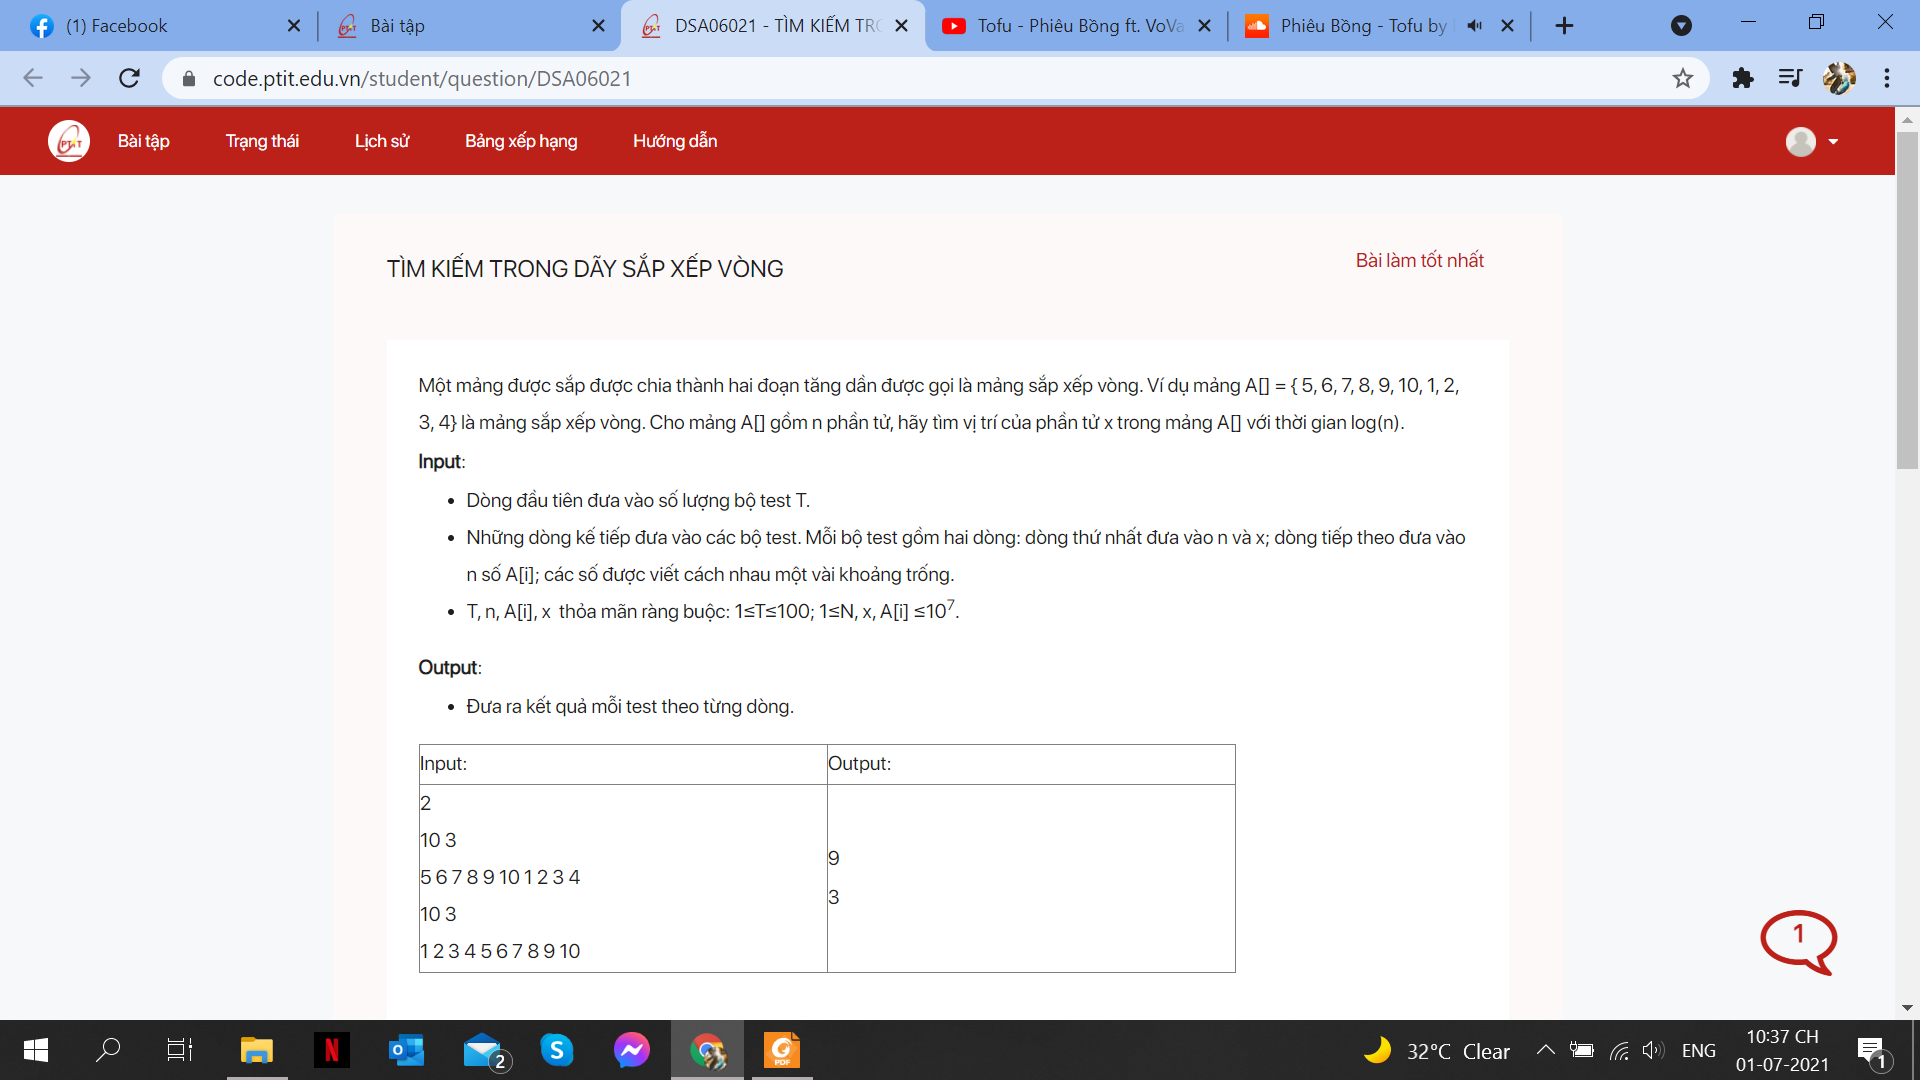 (1) Facebook
Bài tập
DSA06021 - TÌM KIẾM TRO
Tofu - Phiêu Bồng ft. VoVa
Phiêu Bồng - Tofu by
code.ptit.edu.vn/student/question/DSA06021
PTIT
Bài tập
Trạng thái
Lịch sử
Bảng xếp hạng
Hướng dẫn
TÌM KIẾM TRONG DÃY SẮP XẾP VÒNG
Bài làm tốt nhất
Một mảng được sắp được chia thành hai đoạn tăng dần được gọi là mảng sắp xếp vòng. Ví dụ mảng A[] = { 5, 6, 7, 8, 9, 10, 1, 2,
3, 4} là mảng sắp xếp vòng. Cho mảng A[] gồm n phần tử, hãy tìm vị trí của phần tử x trong mảng A[] với thời gian log(n).
Input:
• Dòng đầu tiên đưa vào số lượng bộ test T.
• Những dòng kế tiếp đưa vào các bộ test. Mỗi bộ test gồm hai dòng: dòng thứ nhất đưa vào n và x; dòng tiếp theo đưa vào
n số A[i]; các số được viết cách nhau một vài khoảng trống.
• T, n, A[i], x thỏa mãn ràng buộc: 1≤T≤100; 1≤N, x, A[i] ≤10⁷.
Output:
• Đưa ra kết quả mỗi test theo từng dòng.
Input:
Output:
2
10 3
5 6 7 8 9 10 1 2 3 4
10 3
1 2 3 4 5 6 7 8 9 10
9
3
1
2
PDF
32°C Clear
ENG
10:37 CH
01-07-2021
1